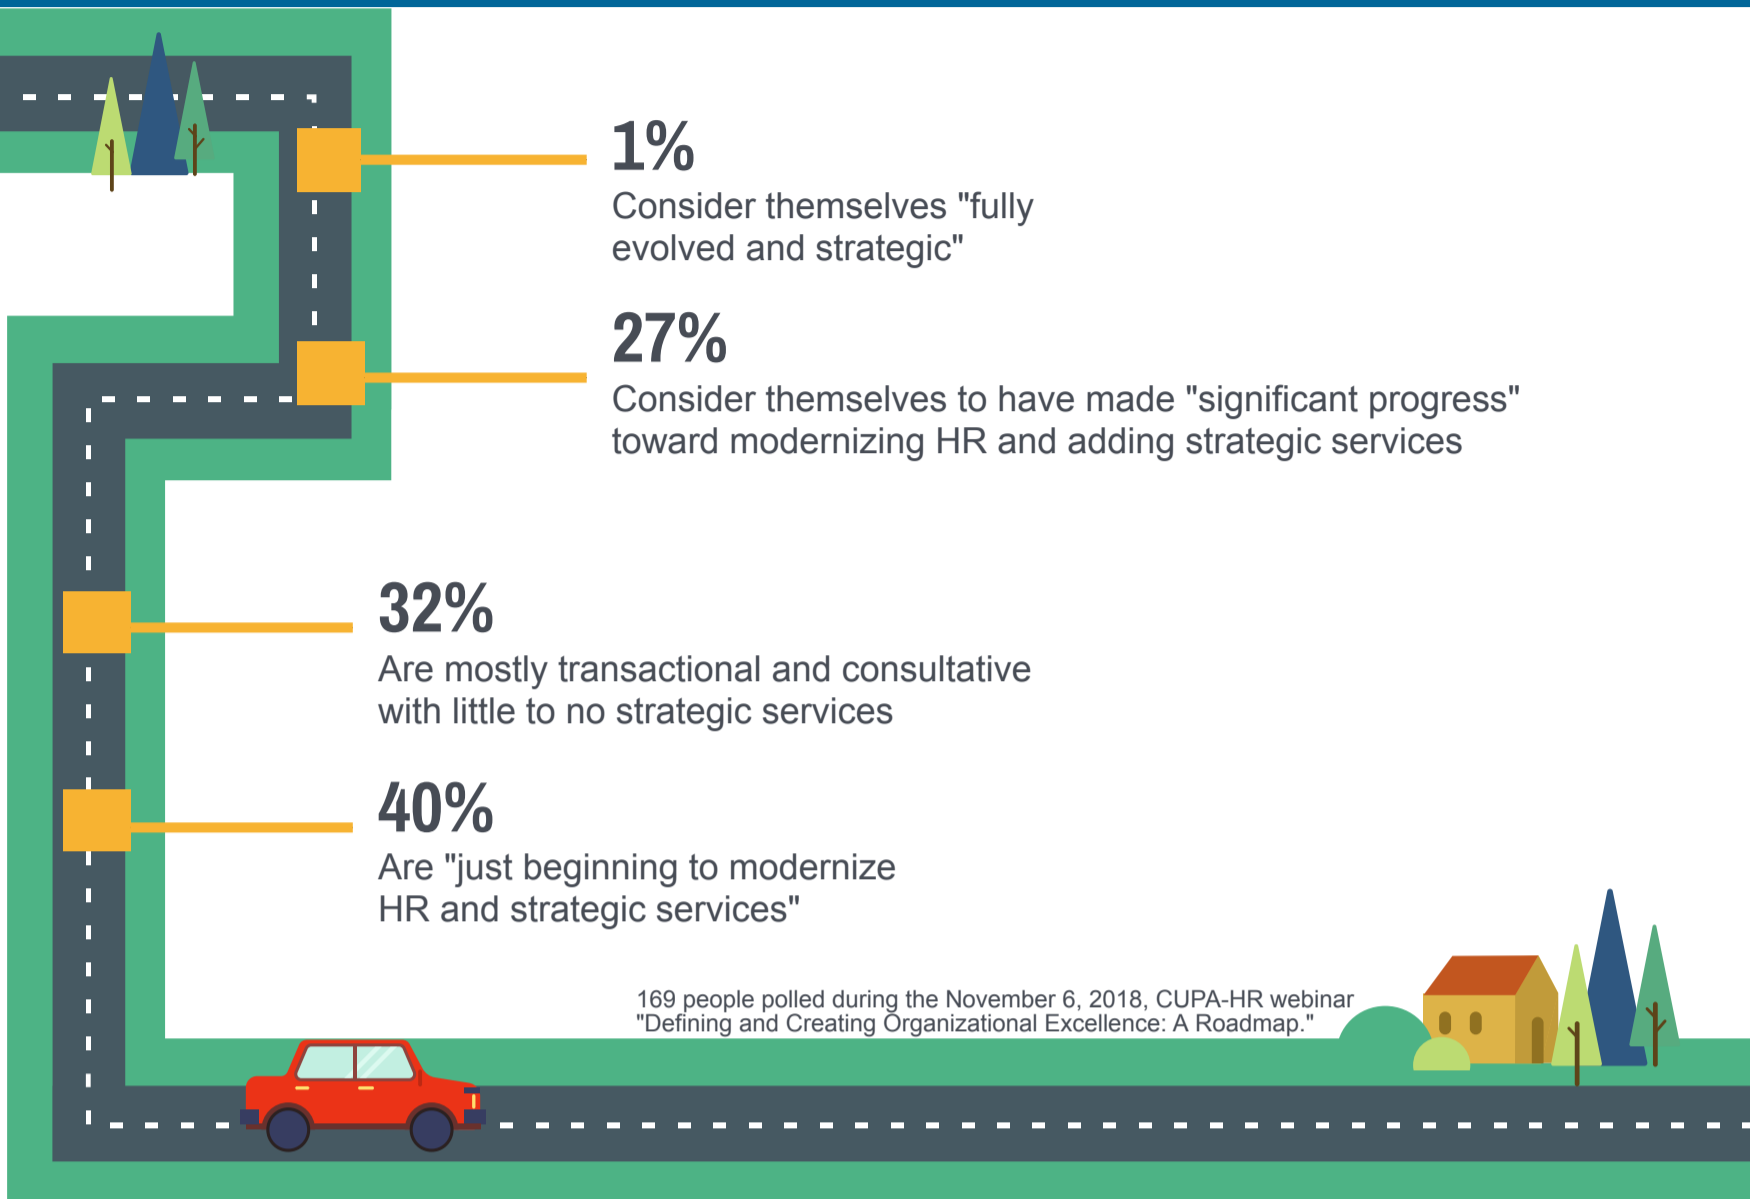 1%
Consider themselves "fully
evolved and strategic"
27%
Consider themselves to have made "significant progress"
toward modernizing HR and adding strategic services
32%
Are mostly transactional and consultative
with little to no strategic services
40%
Are "just beginning to modernize
HR and strategic services"
169 people polled during the November 6, 2018, CUPA-HR webinar
"Defining and Creating Organizational Excellence: A Roadmap."